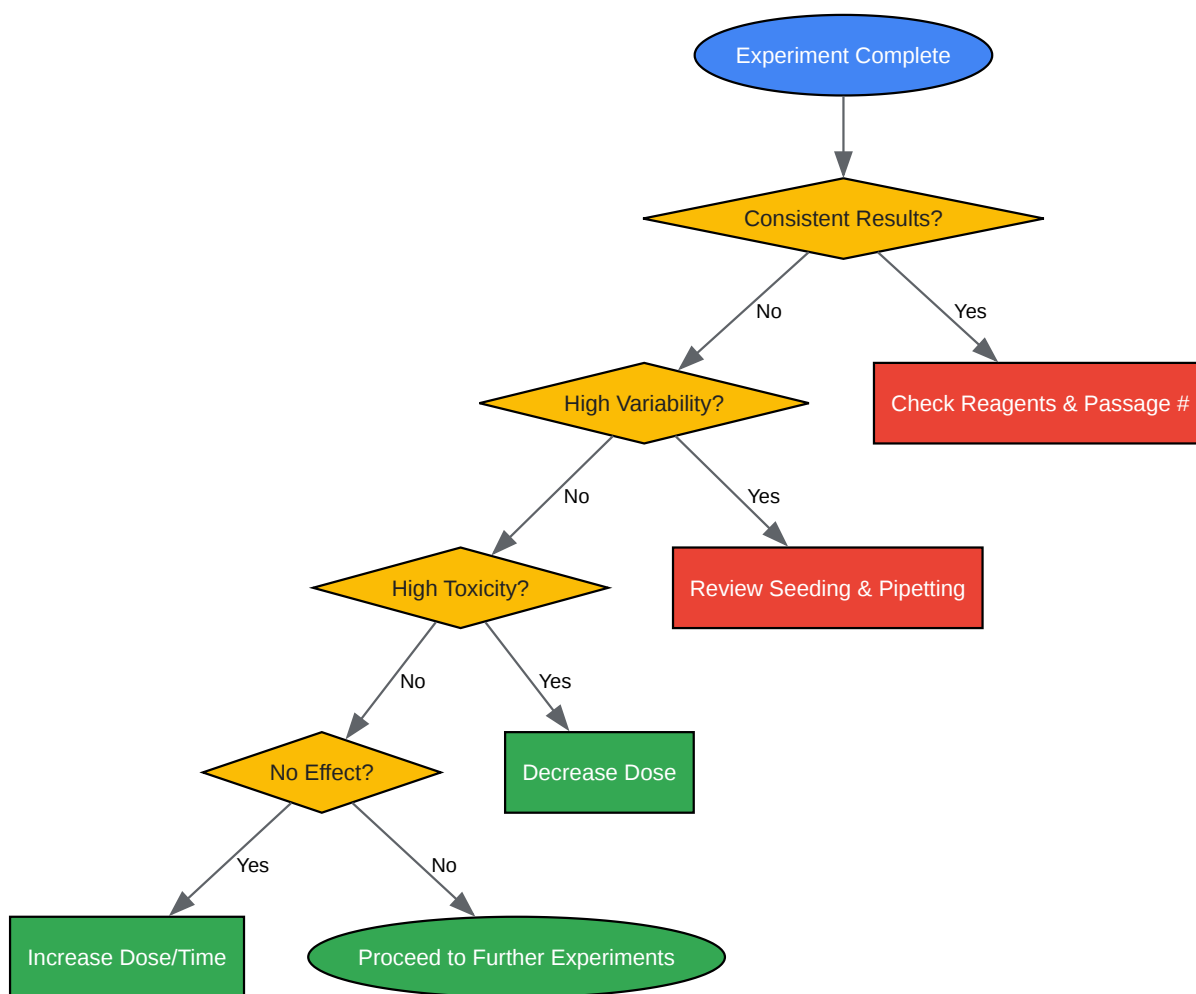 Experiment Complete
Consistent Results?
No
Yes
High Variability?
Check Reagents & Passage #
No
Yes
High Toxicity?
Review Seeding & Pipetting
No
Yes
No Effect?
Decrease Dose
Yes
No
Increase Dose/Time
Proceed to Further Experiments